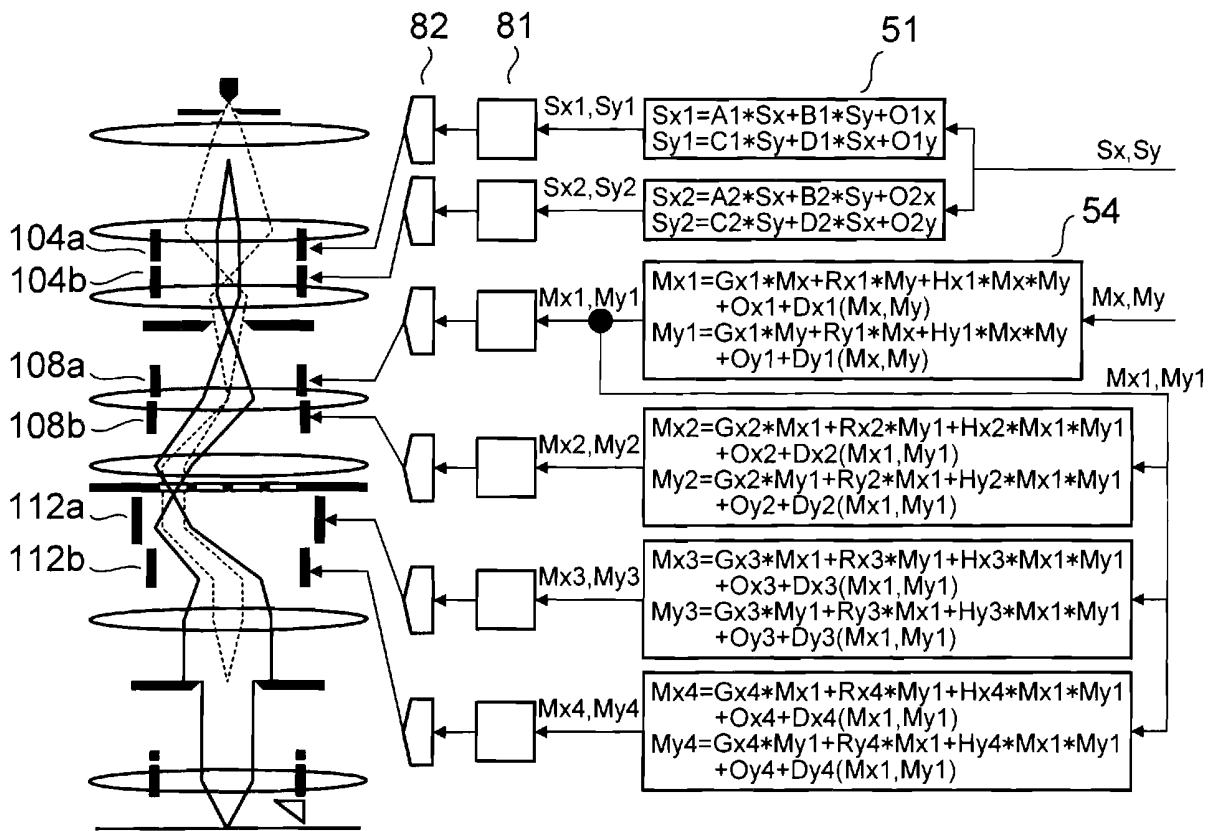 82
81
51
Sx1,Sy1
Sx1=A1*Sx+B1*Sy+O1x
Sy1=C1*Sy+D1*Sx+O1y
Sx,Sy
Sx2,Sy2
Sx2=A2*Sx+B2*Sy+O2x
Sy2=C2*Sy+D2*Sx+O2y
54
104a
104b
Mx1,My1
Mx1=Gx1*Mx+Rx1*My+Hx1*Mx*My
+Ox1+Dx1(Mx,My)
My1=Gx1*My+Ry1*Mx+Hy1*Mx*My
+Oy1+Dy1(Mx,My)
Mx,My
Mx1,My1
108a
108b
Mx2,My2
Mx2=Gx2*Mx1+Rx2*My1+Hx2*Mx1*My1
+Ox2+Dx2(Mx1,My1)
My2=Gx2*My1+Ry2*Mx1+Hy2*Mx1*My1
+Oy2+Dy2(Mx1,My1)
112a
112b
Mx3,My3
Mx3=Gx3*Mx1+Rx3*My1+Hx3*Mx1*My1
+Ox3+Dx3(Mx1,My1)
My3=Gx3*My1+Ry3*Mx1+Hy3*Mx1*My1
+Oy3+Dy3(Mx1,My1)
Mx4,My4
Mx4=Gx4*Mx1+Rx4*My1+Hx4*Mx1*My1
+Ox4+Dx4(Mx1,My1)
My4=Gx4*My1+Ry4*Mx1+Hy4*Mx1*My1
+Oy4+Dy4(Mx1,My1)